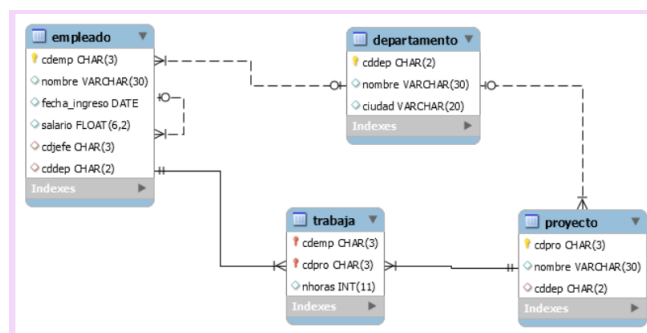 empleado
cdemp CHAR(3)
nombre VARCHAR(30)
fecha_ingreso DATE
salario FLOAT(6,2)
cdjefe CHAR(3)
cddep CHAR(2)
Indexes
departamento
cddep CHAR(2)
nombre VARCHAR(30)
ciudad VARCHAR(20)
Indexes
trabaja
cdemp CHAR(3)
cdpro CHAR(3)
nhoras INT(11)
Indexes
proyecto
cdpro CHAR(3)
nombre VARCHAR(30)
cddep CHAR(2)
Indexes